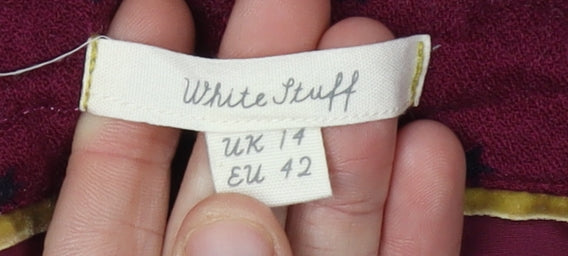 White Stuff
UK 14
EU 42